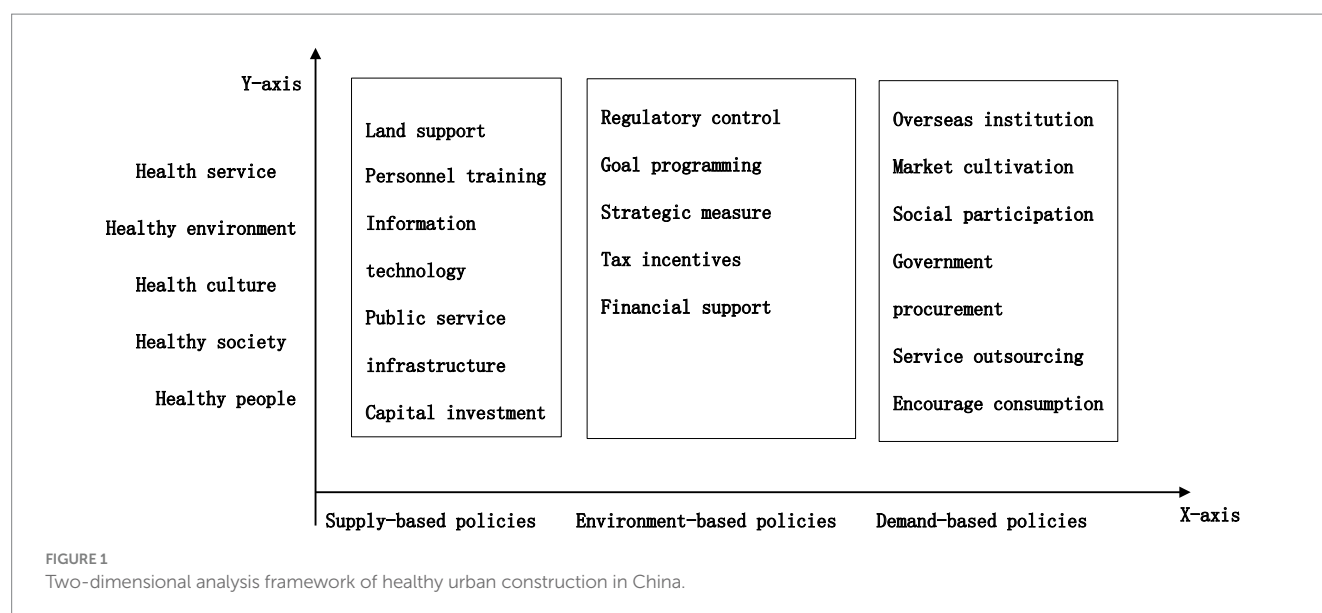 Y-axis
Health service
Healthy environment
Health culture
Healthy society
Healthy people
Land support
Personnel training
Information
technology
Public service
infrastructure
Capital investment
Regulatory control
Goal programming
Strategic measure
Tax incentives
Financial support
Overseas institution
Market cultivation
Social participation
Government
procurement
Service outsourcing
Encourage consumption
Supply-based policies
Environment-based policies
Demand-based policies
X-axis
FIGURE 1
Two-dimensional analysis framework of healthy urban construction in China.